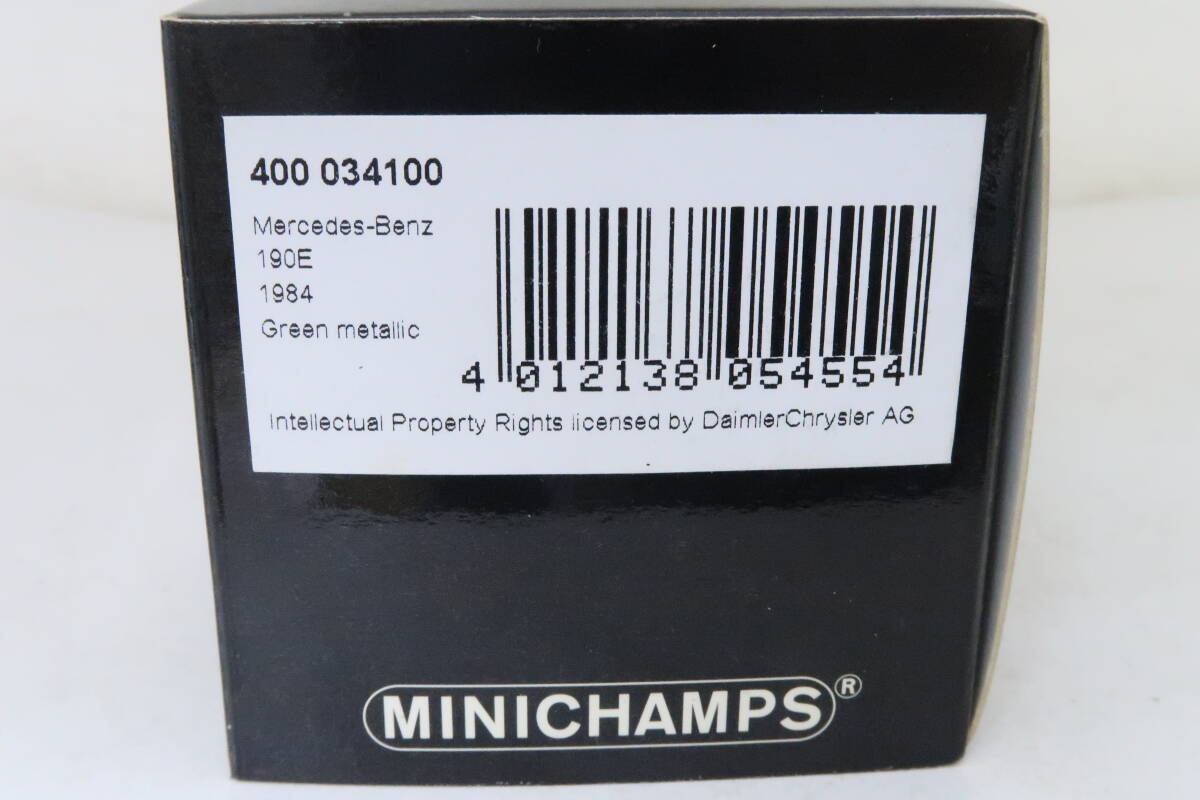 400 034100
Mercedes-Benz
190E
1984
Green metallic
4 012138 054554
Intellectual Property Rights licensed by DaimlerChrysler AG
MINICHAMPS®